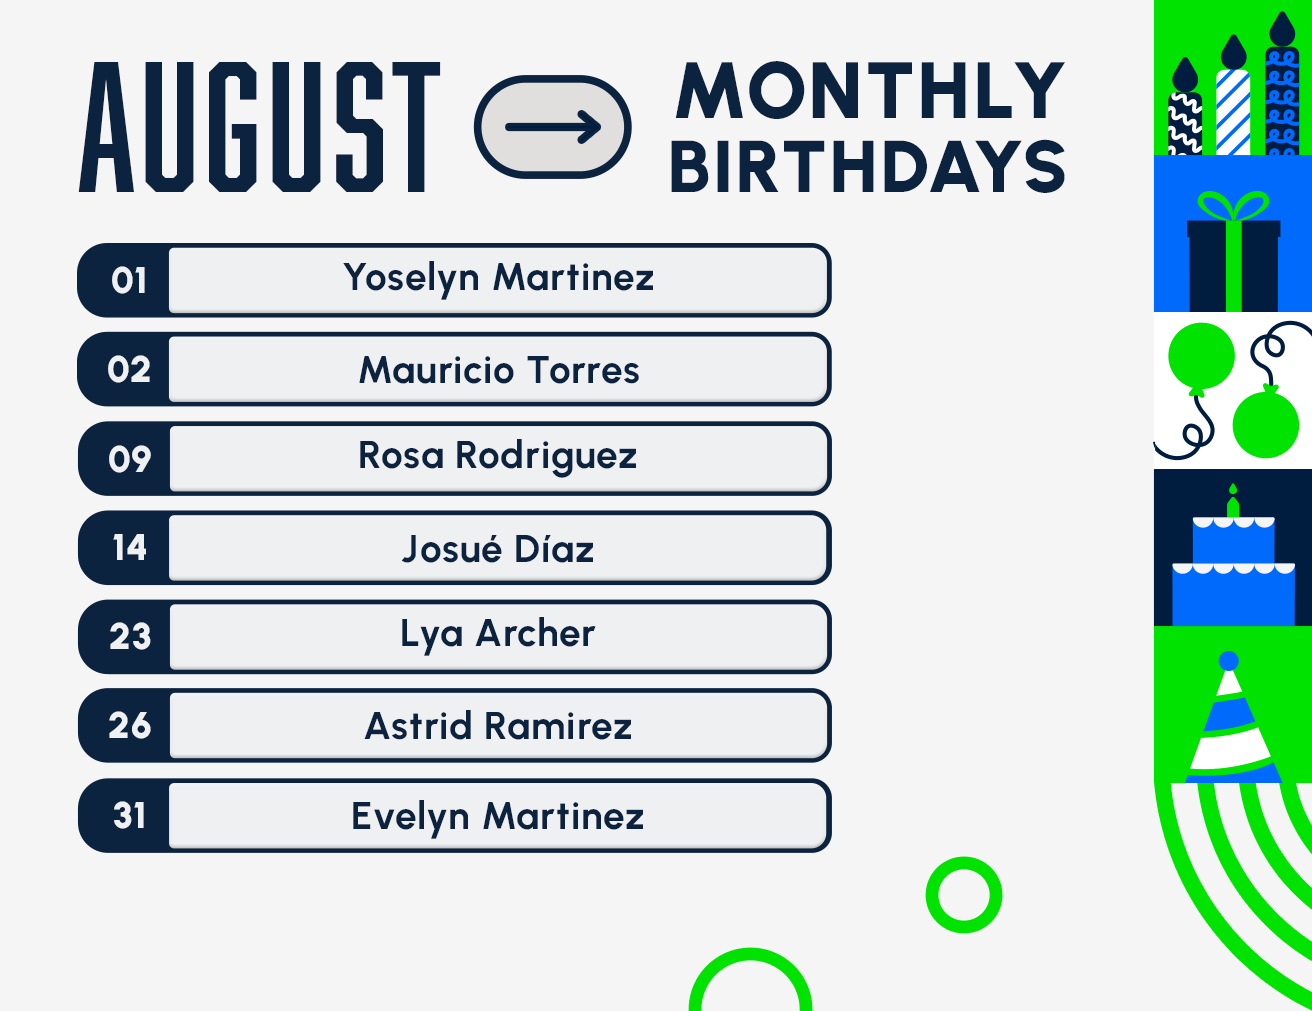 AUGUST
MONTHLY
BIRTHDAYS
01 Yoselyn Martinez
02 Mauricio Torres
09 Rosa Rodriguez
14 Josué Díaz
23 Lya Archer
26 Astrid Ramirez
31 Evelyn Martinez